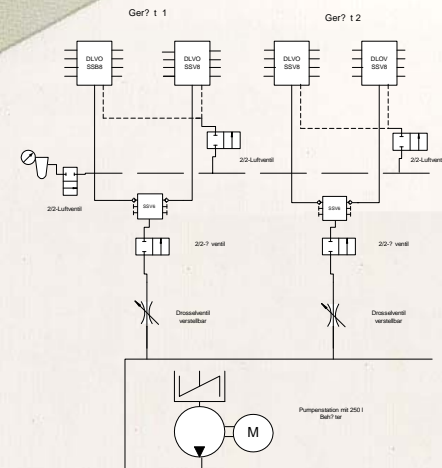 Ger? t 1
Ger? t 2
DLVO
SSB8
DLVO
SSV8
DLVO
SSV8
DLOV
SSV8
2/2-Luftventil
2/2-Luftventil
2/2-Luftventil
SSV6
SSV6
2/2-? ventil
2/2-? ventil
Drosselventil
verstellbar
Drosselventil
verstellbar
Pumpenstation mit 250 l
Beh? ter
M